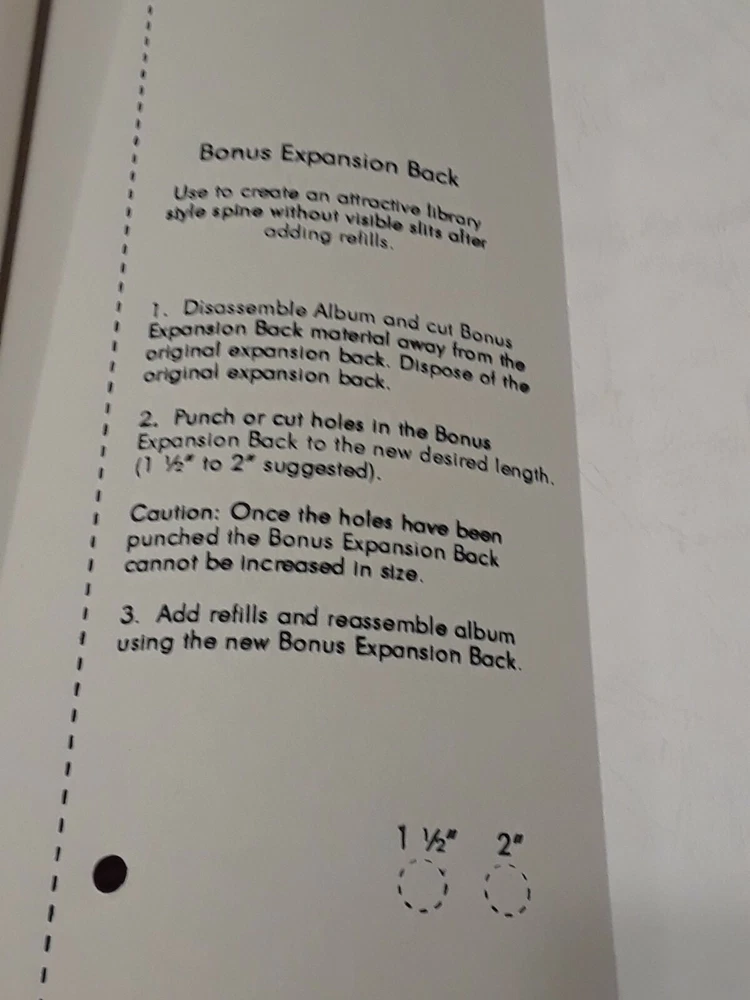 Bonus Expansion Back
Use to create an attractive library
style spine without visible slits after
adding refills.
1. Disassemble Album and cut Bonus
Expansion Back material away from the
original expansion back. Dispose of the
original expansion back.
2. Punch or cut holes in the Bonus
Expansion Back to the new desired length.
(1 ½" to 2" suggested).
Caution: Once the holes have been
punched the Bonus Expansion Back
cannot be increased in size.
3. Add refills and reassemble album
using the new Bonus Expansion Back.
1 ½" 2"